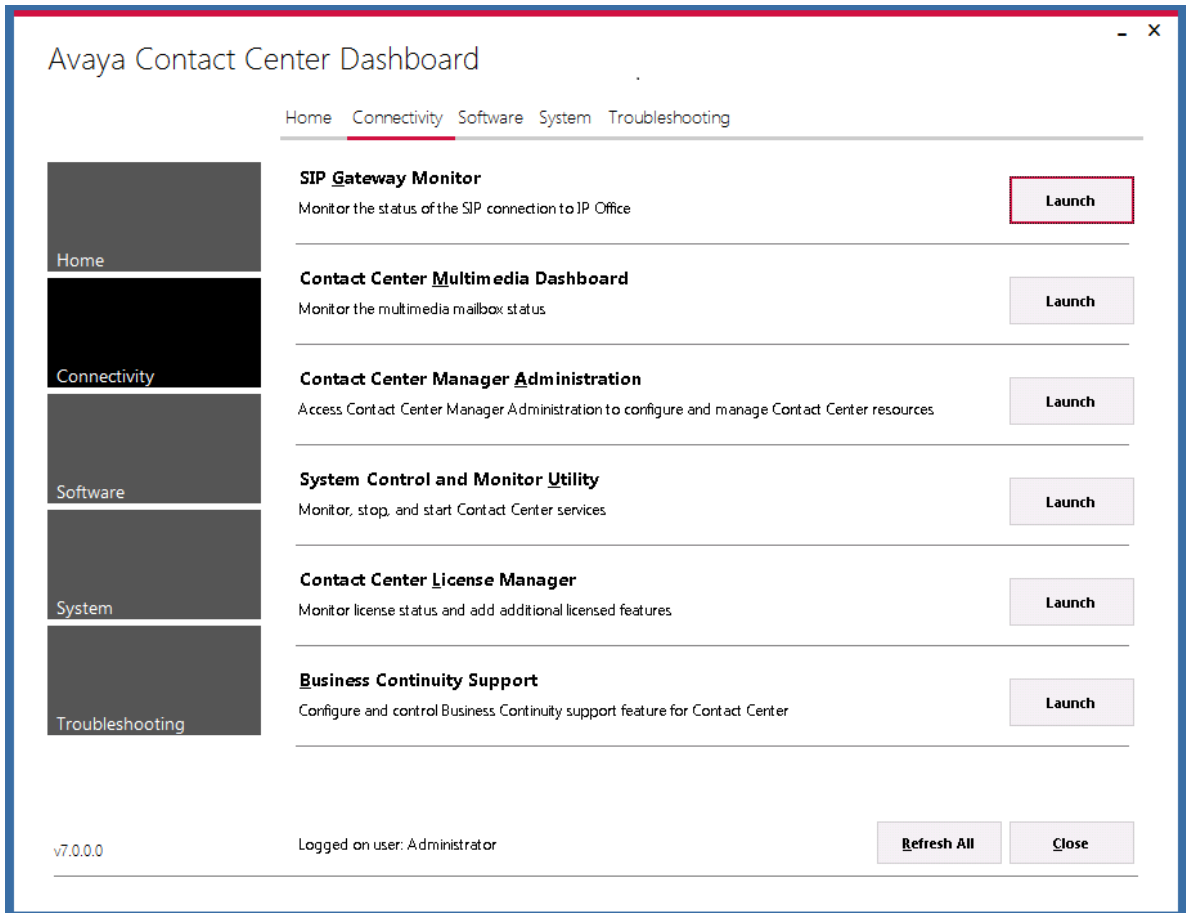 Avaya Contact Center Dashboard
Home Connectivity Software System Troubleshooting
Home
Connectivity
Software
System
Troubleshooting
SIP Gateway Monitor
Monitor the status of the SIP connection to IP Office
Launch
Contact Center Multimedia Dashboard
Monitor the multimedia mailbox status
Launch
Contact Center Manager Administration
Access Contact Center Manager Administration to configure and manage Contact Center resources
Launch
System Control and Monitor Utility
Monitor, stop, and start Contact Center services
Launch
Contact Center License Manager
Monitor license status and add additional licensed features
Launch
Business Continuity Support
Configure and control Business Continuity support feature for Contact Center
Launch
v7.0.0.0
Logged on user: Administrator
Refresh All
Close